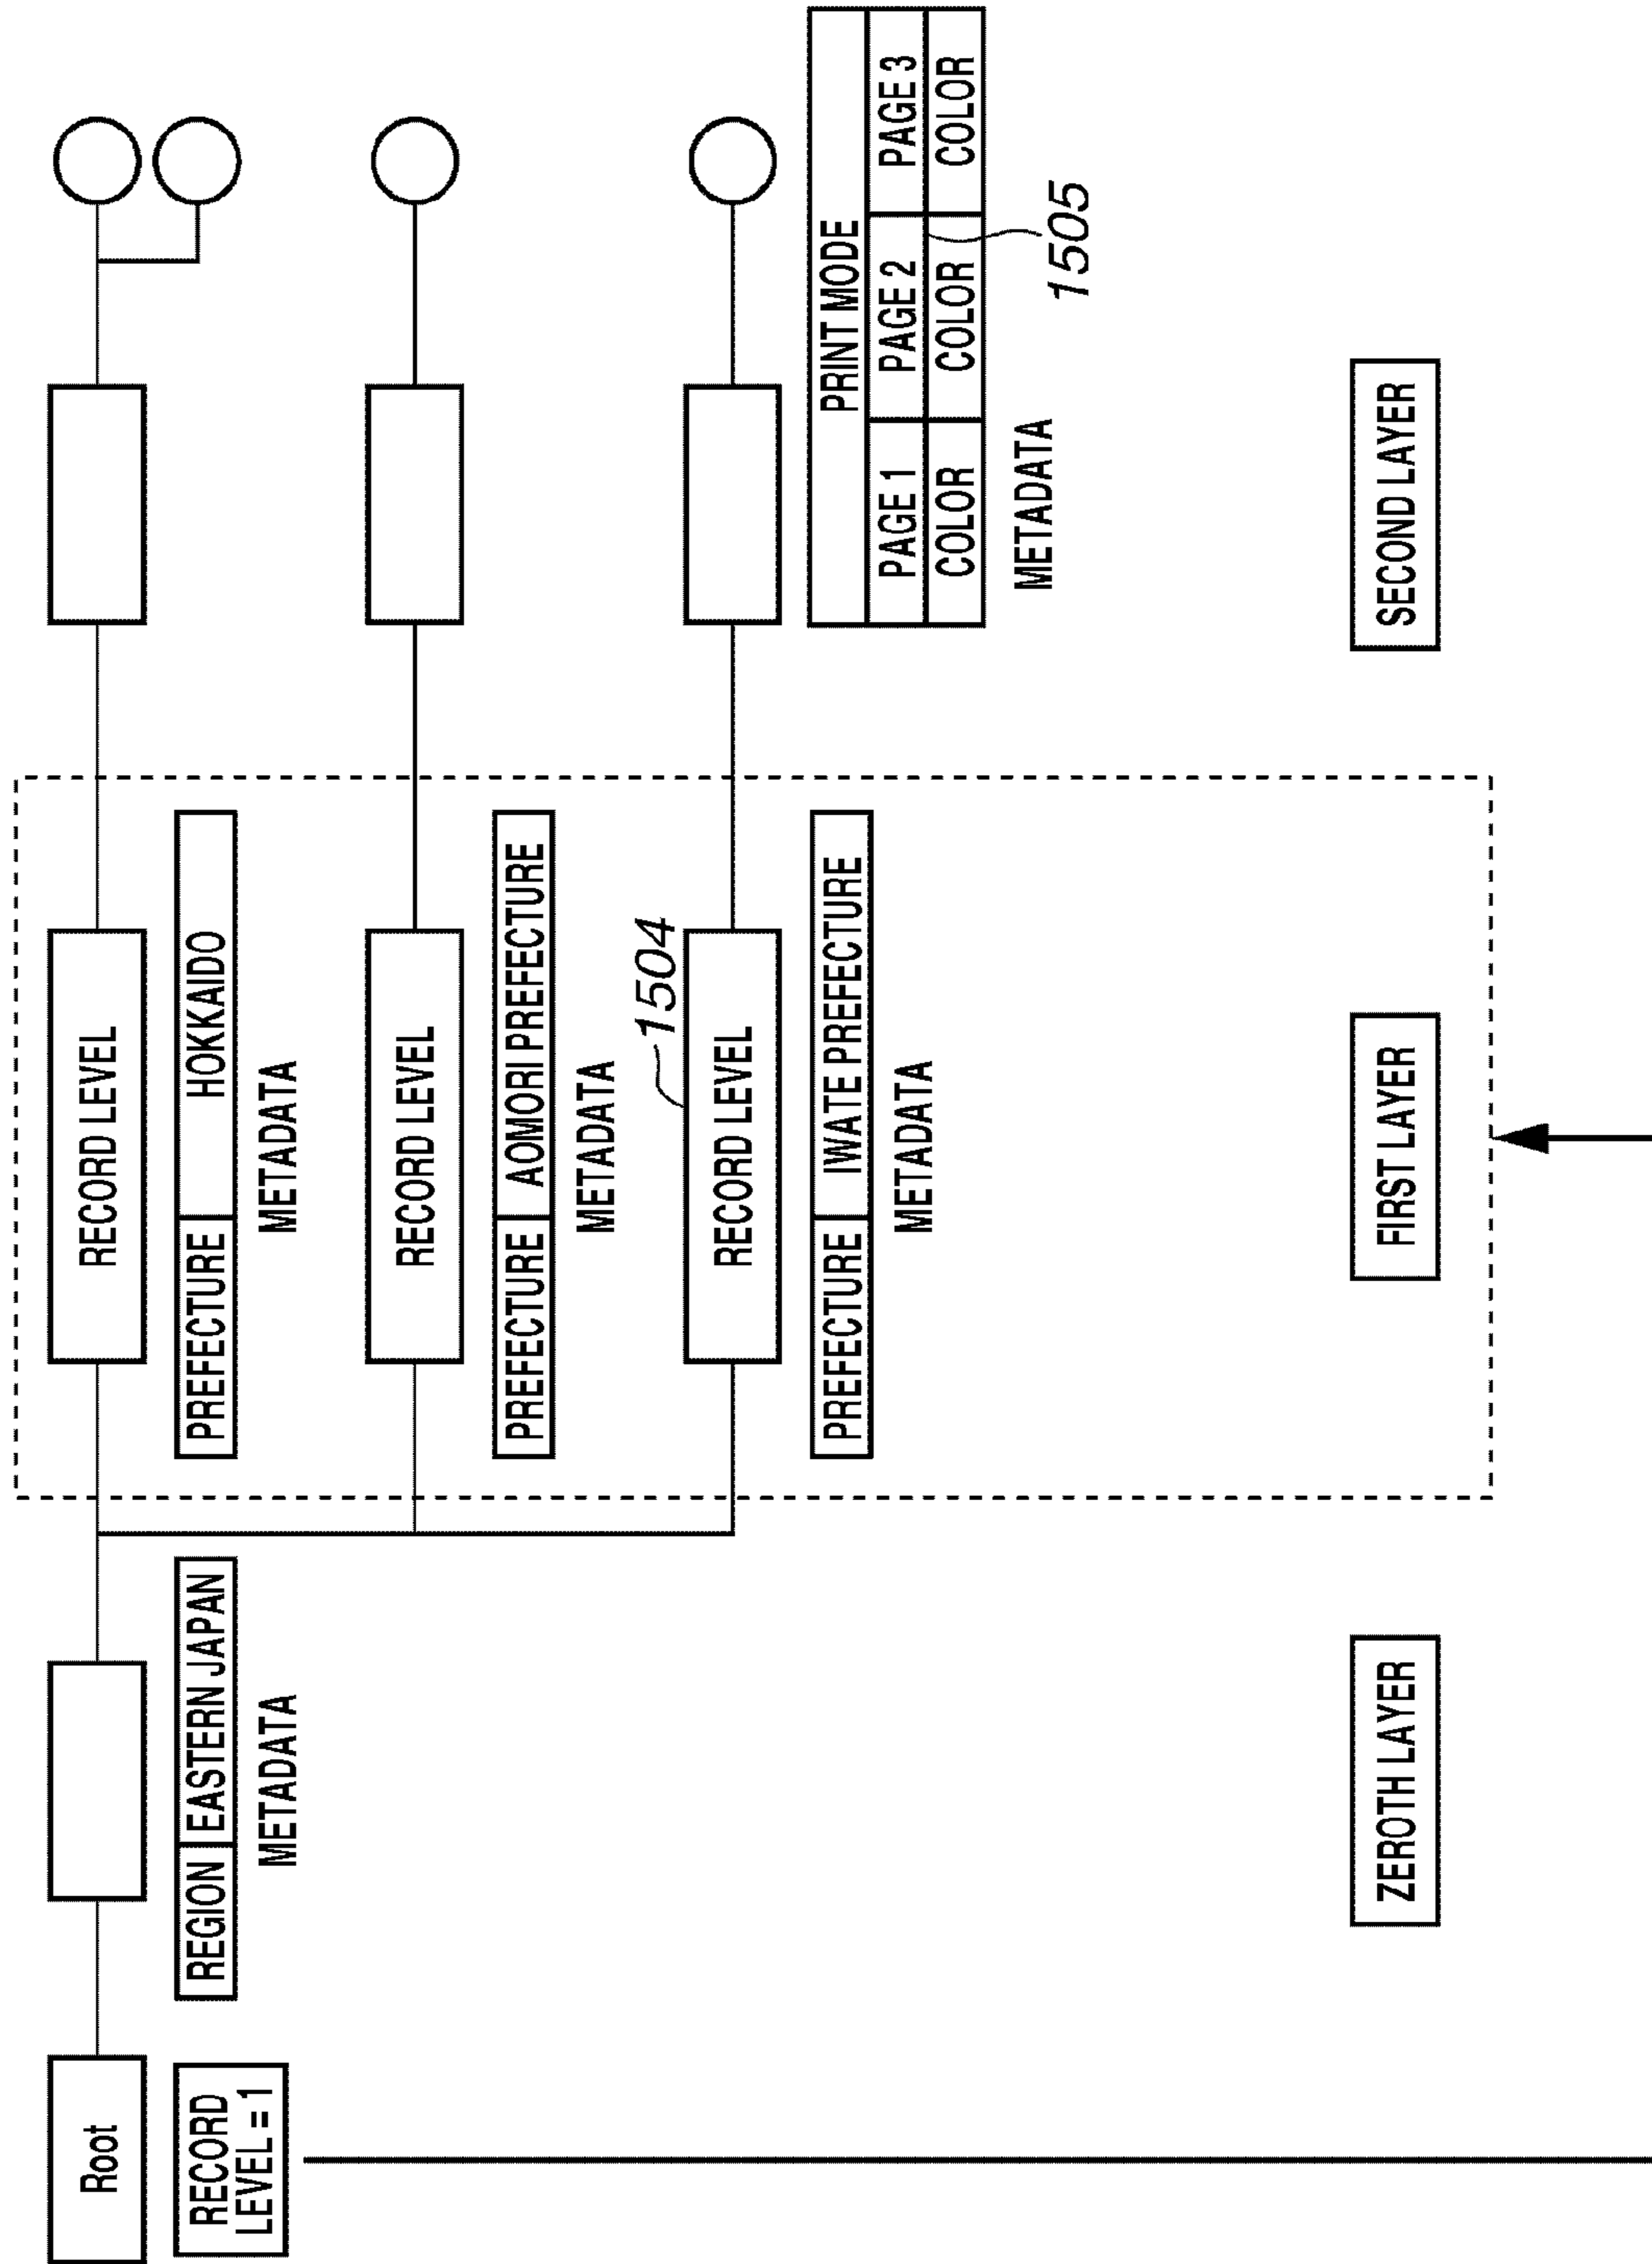 Root
RECORD
LEVEL = 1
REGION EASTERN JAPAN
METADATA
RECORD LEVEL
PREFECTURE HOKKAIDO
METADATA
RECORD LEVEL
PREFECTURE AOMORI PREFECTURE
METADATA
1504
RECORD LEVEL
PREFECTURE IWATE PREFECTURE
METADATA
PRINT MODE
PAGE 1 PAGE 2 PAGE 3
COLOR COLOR COLOR
METADATA
1505
ZEROTH LAYER
FIRST LAYER
SECOND LAYER